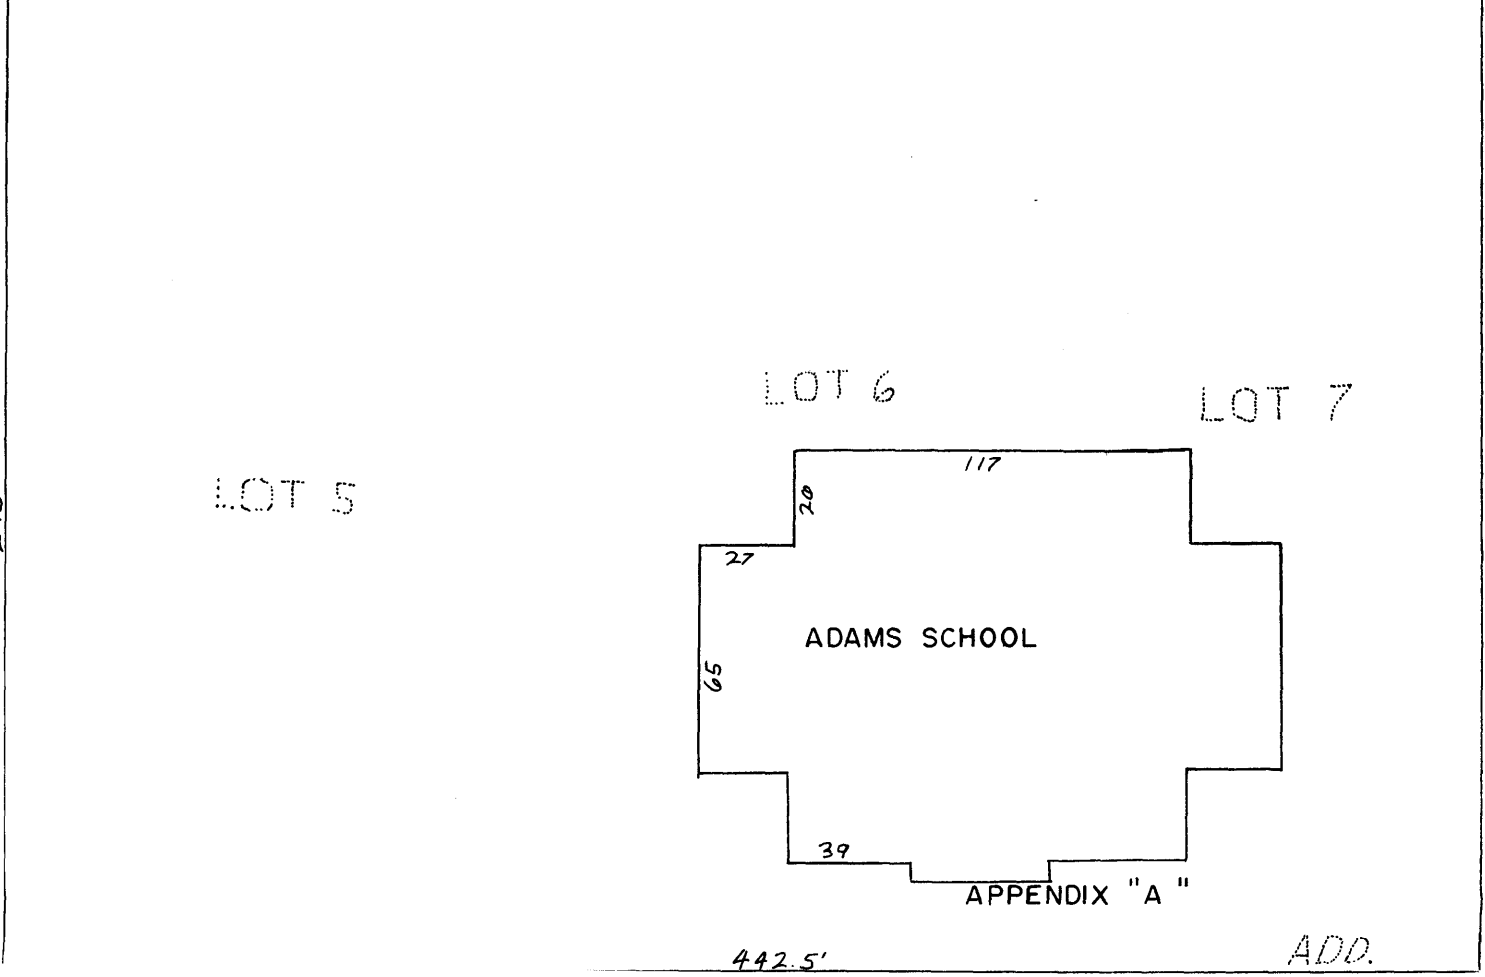 LOT 6
LOT 7
117
20
LOT 5
27
ADAMS SCHOOL
65
39
APPENDIX "A"
ADD.
442.5'